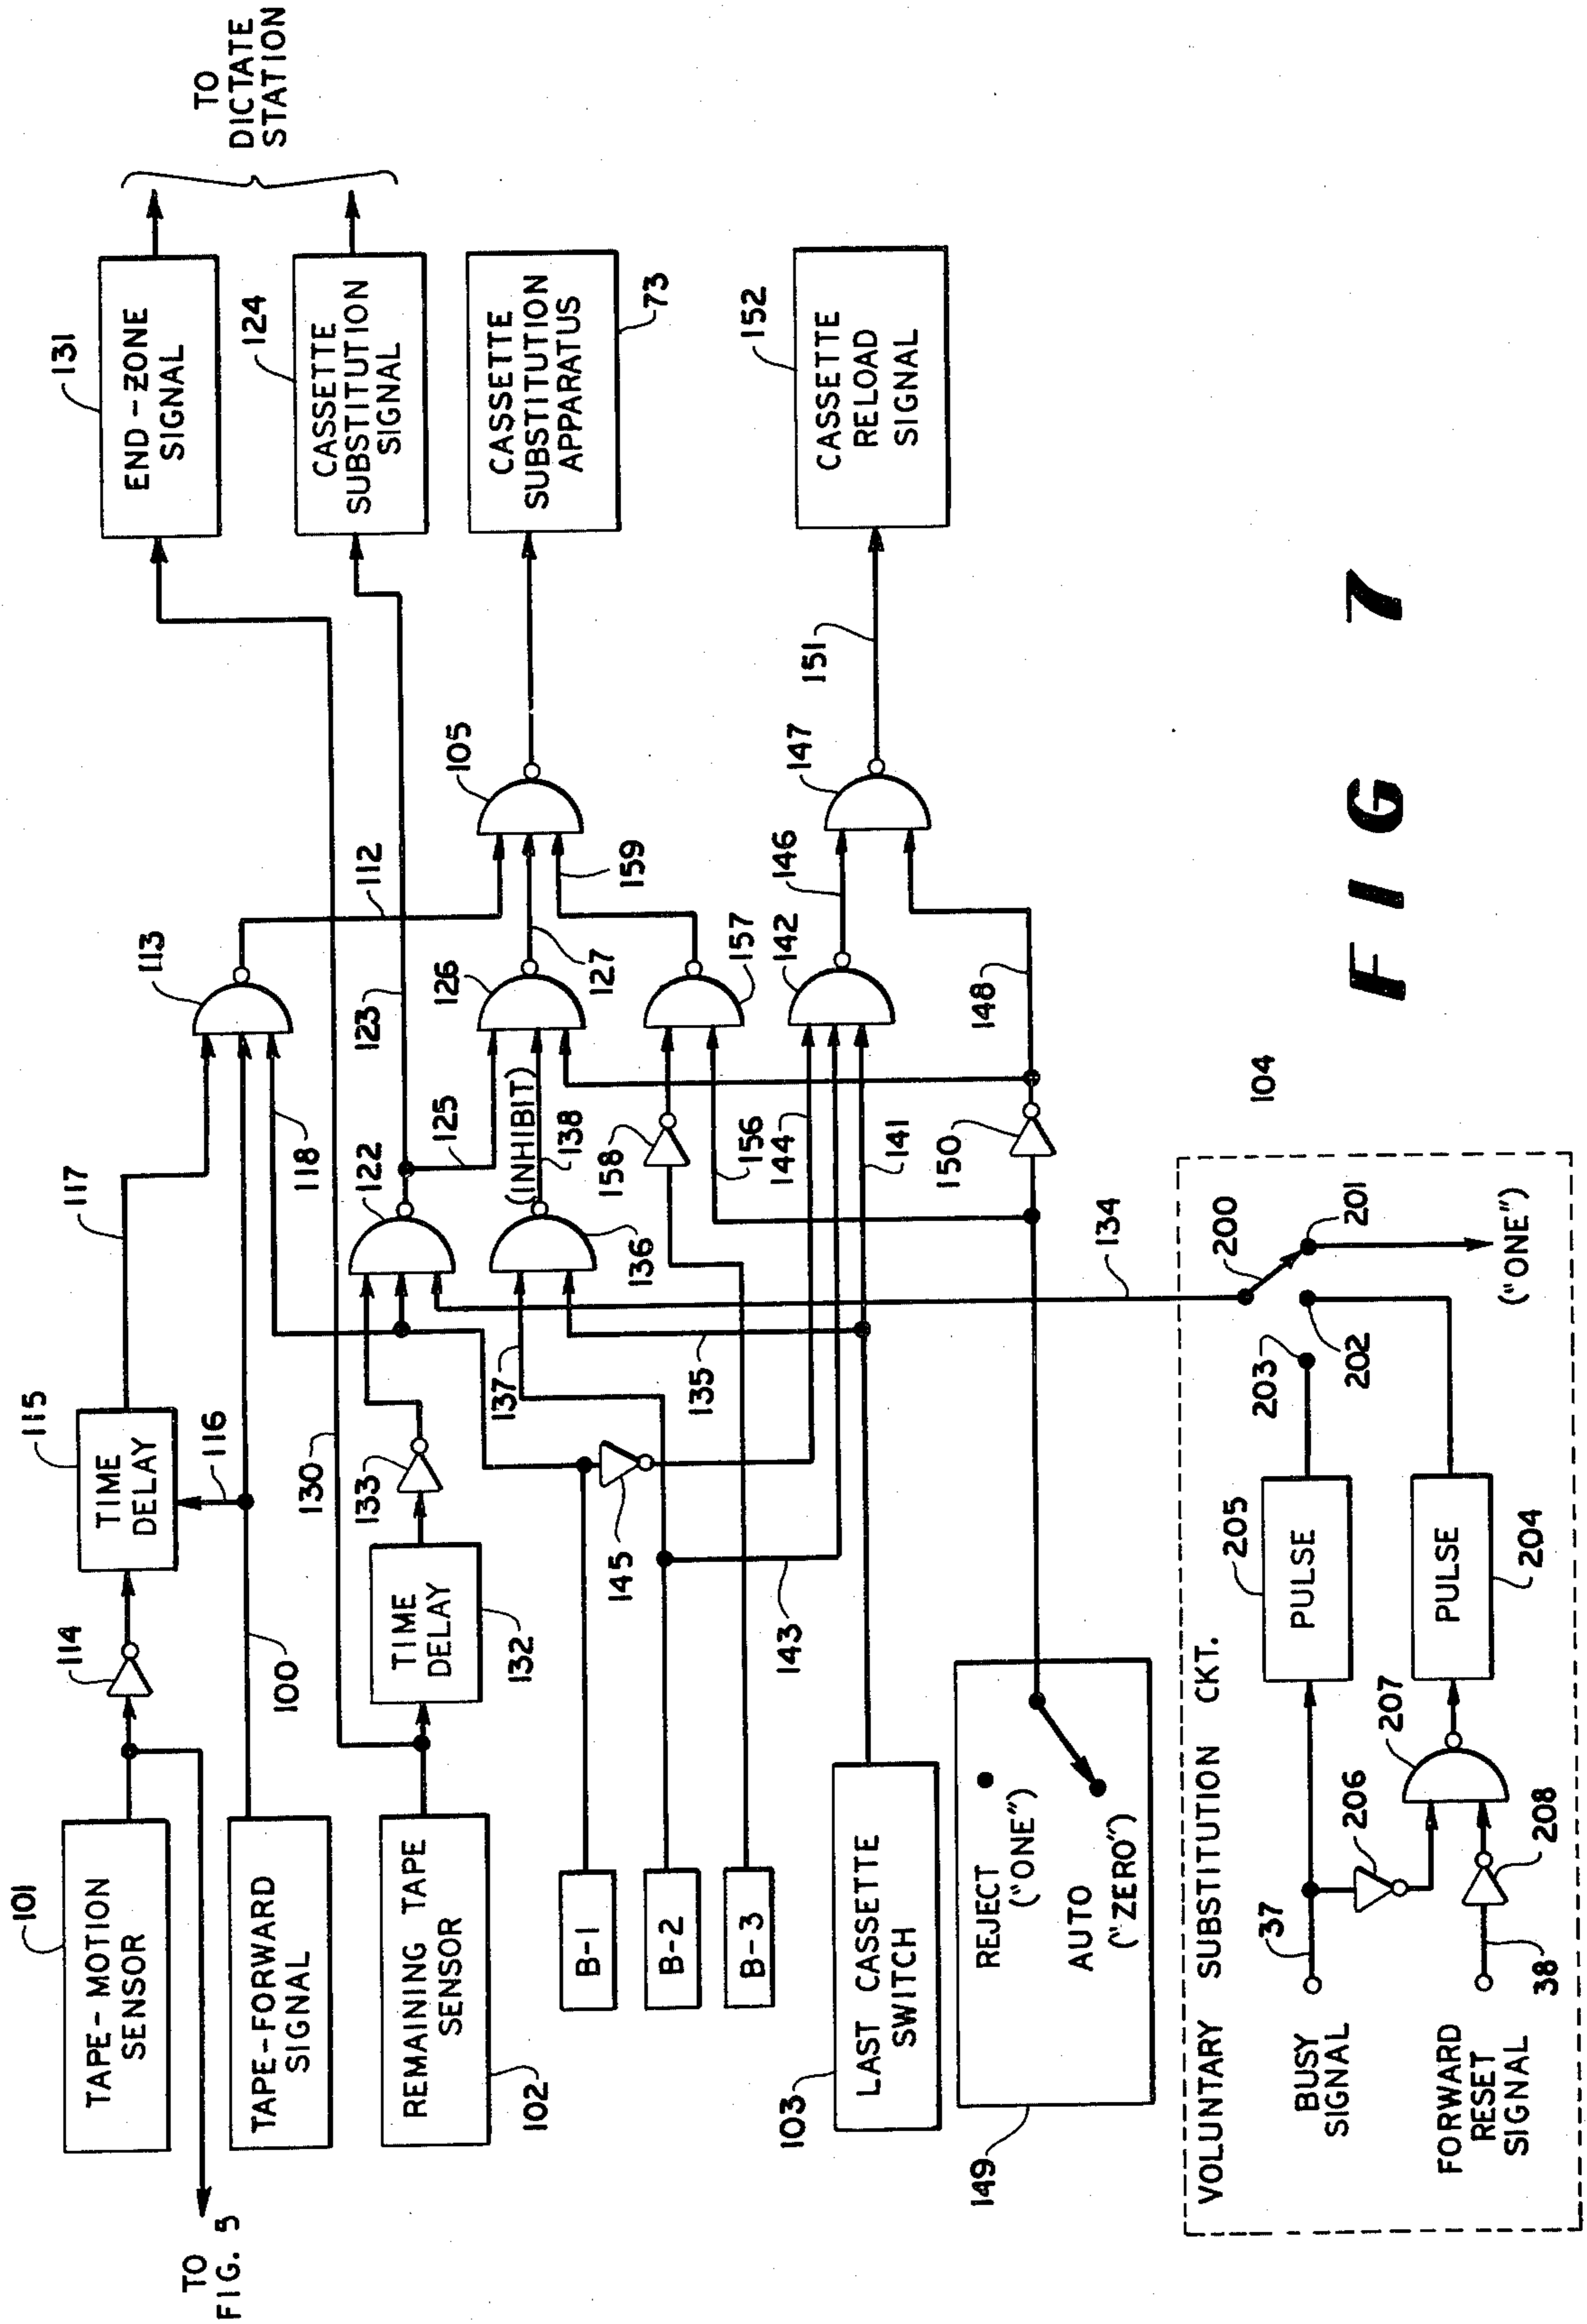 TO
FIG. 5
101
TAPE-MOTION
SENSOR
114
115
TIME
DELAY
117
116
118
113
112
TAPE-FORWARD
SIGNAL
100
130
131
END-ZONE
SIGNAL
TO
DICTATE
STATION
REMAINING TAPE
SENSOR
102
TIME
DELAY
132
133
122
123
125
124
CASSETTE
SUBSTITUTION
SIGNAL
137
136
(INHIBIT)
138
126
127
105
CASSETTE
SUBSTITUTION
APPARATUS
73
B-1
B-2
B-3
145
143
135
158
156
157
159
144
142
146
147
151
152
CASSETTE
RELOAD
SIGNAL
103
LAST CASSETTE
SWITCH
141
149
REJECT
("ONE")
AUTO
("ZERO")
150
148
134
104
VOLUNTARY SUBSTITUTION CKT.
BUSY
SIGNAL
37
206
205
PULSE
203
200
201
202
("ONE")
FORWARD
RESET
SIGNAL
38
208
207
PULSE
204
FIG 7